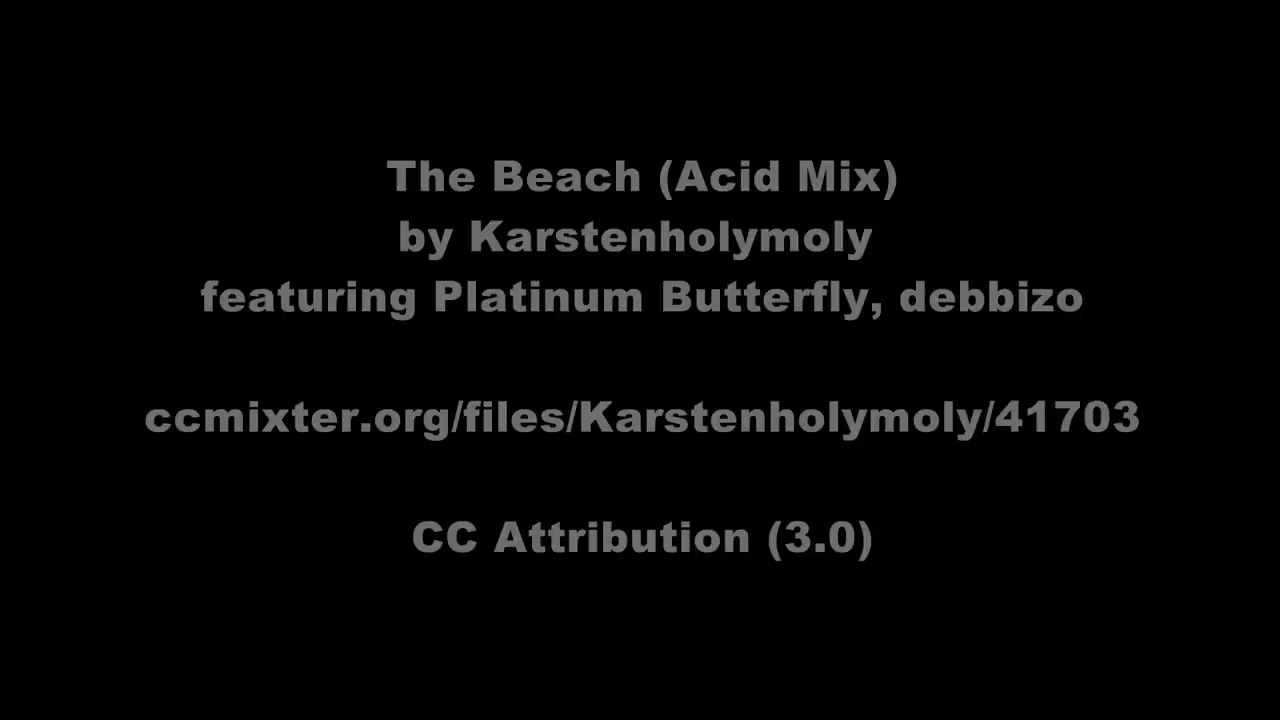 The Beach (Acid Mix)
by Karstenholymoly
featuring Platinum Butterfly, debbizo
ccmixter.org/files/Karstenholymoly/41703
CC Attribution (3.0)